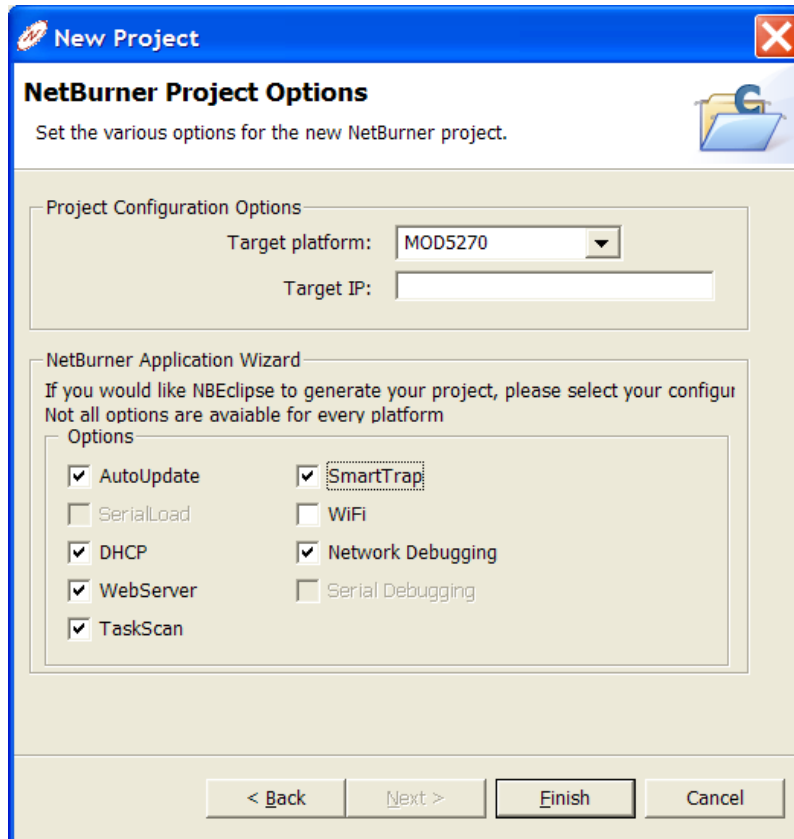 New Project
NetBurner Project Options
Set the various options for the new NetBurner project.
Project Configuration Options
Target platform: MOD5270
Target IP:
NetBurner Application Wizard
If you would like NBEclipse to generate your project, please select your configur
Not all options are avaiable for every platform
Options
AutoUpdate SmartTrap
SerialLoad WiFi
DHCP Network Debugging
WebServer Serial Debugging
TaskScan
< Back Next > Finish Cancel